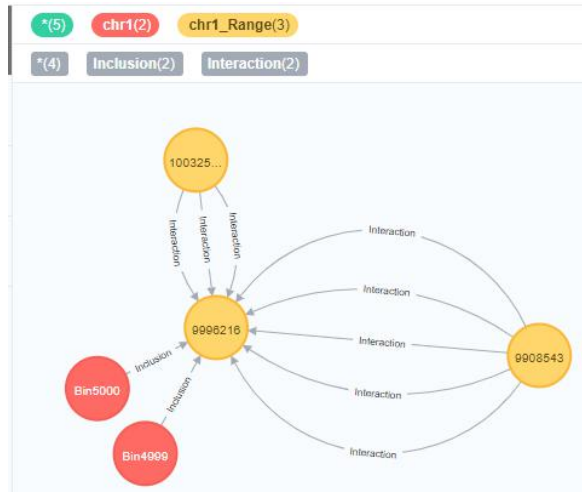 *(5) chr1(2) chr1_Range(3)
*(4) Inclusion(2) Interaction(2)
100325...
Interaction
Interaction
Interaction
Interaction
Interaction
Interaction
Interaction
Interaction
9996216
9908543
Inclusion
Inclusion
Bin5000
Bin4999